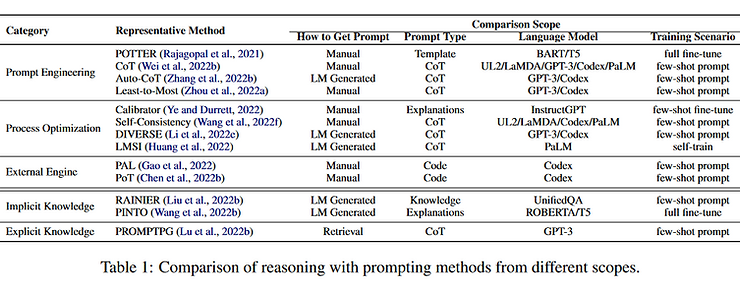 Comparison Scope
Category Representative Method How to Get Prompt Prompt Type Language Model Training Scenario
POTTER (Rajagopal et al., 2021) Manual Template BART/T5 full fine-tune
Prompt Engineering CoT (Wei et al., 2022b) Manual CoT UL2/LaMDA/GPT-3/Codex/PaLM few-shot prompt
Auto-CoT (Zhang et al., 2022b) LM Generated CoT GPT-3/Codex few-shot prompt
Least-to-Most (Zhou et al., 2022a) Manual CoT GPT-3/Codex few-shot prompt
Calibrator (Ye and Durrett, 2022) Manual Explanations InstructGPT few-shot fine-tune
Process Optimization Self-Consistency (Wang et al., 2022f) Manual CoT UL2/LaMDA/Codex/PaLM few-shot prompt
DIVERSE (Li et al., 2022e) LM Generated CoT GPT-3/Codex few-shot prompt
LMSI (Huang et al., 2022) LM Generated CoT PaLM self-train
External Engine PAL (Gao et al., 2022) Manual Code Codex few-shot prompt
PoT (Chen et al., 2022b) Manual Code Codex few-shot prompt
Implicit Knowledge RAINIER (Liu et al., 2022b) LM Generated Knowledge UnifiedQA few-shot prompt
PINTO (Wang et al., 2022b) LM Generated Explanations ROBERTA/T5 full fine-tune
Explicit Knowledge PROMPTPG (Lu et al., 2022b) Retrieval CoT GPT-3 few-shot prompt
Table 1: Comparison of reasoning with prompting methods from different scopes.